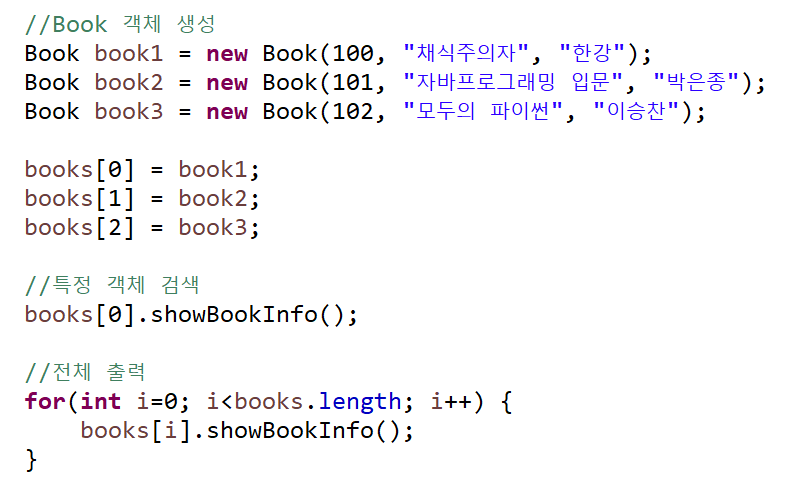 //Book 객체 생성
Book book1 = new Book(100, "채식주의자", "한강");
Book book2 = new Book(101, "자바프로그래밍 입문", "박은종");
Book book3 = new Book(102, "모두의 파이썬", "이승찬");
books[0] = book1;
books[1] = book2;
books[2] = book3;
//특정 객체 검색
books[0].showBookInfo();
//전체 출력
for(int i=0; i<books.length; i++) {
    books[i].showBookInfo();
}